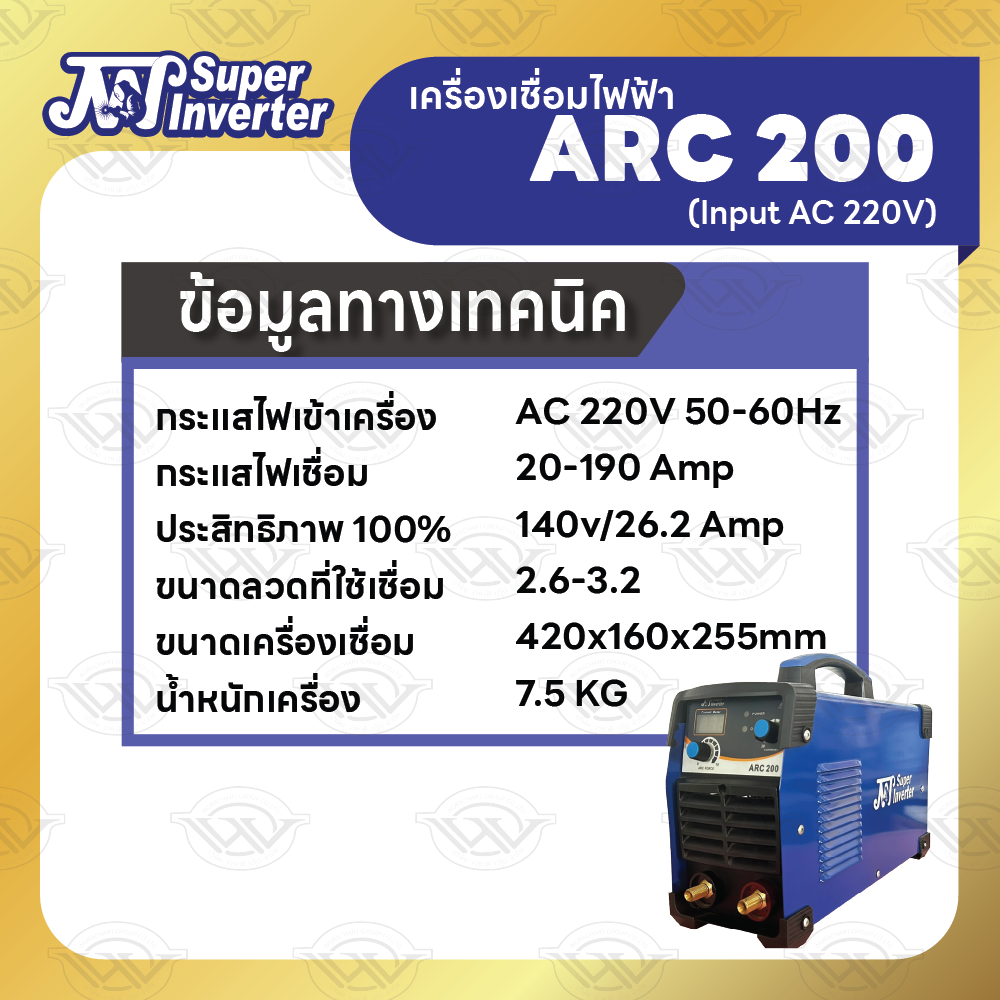 Super
Inverter
เครื่องเชื่อมไฟฟ้า
ARC 200
(Input AC 220V)
ข้อมูลทางเทคนิค
กระแสไฟเข้าเครื่อง AC 220V 50-60Hz
กระแสไฟเชื่อม 20-190 Amp
ประสิทธิภาพ 100% 140v/26.2 Amp
ขนาดลวดที่ใช้เชื่อม 2.6-3.2
ขนาดเครื่องเชื่อม 420x160x255mm
น้ำหนักเครื่อง 7.5 KG
ARC 200
Super
Inverter